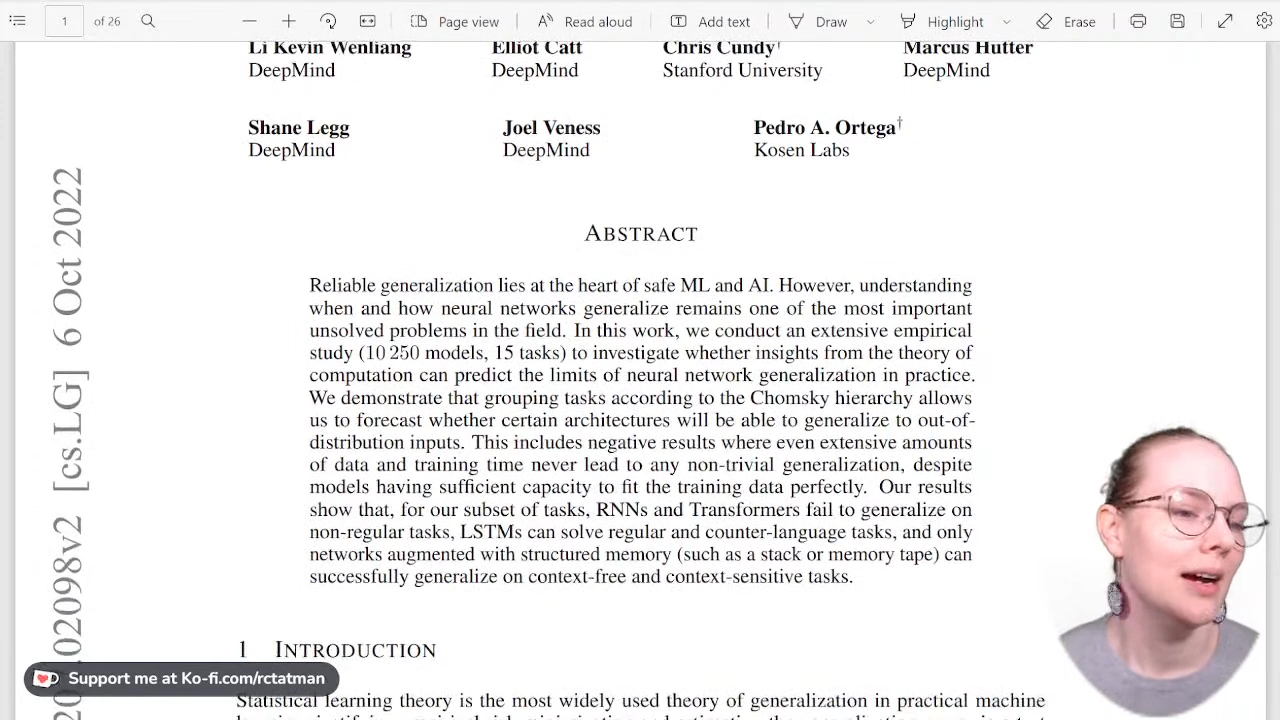 1 of 26 Page view Read aloud Add text Draw Highlight Erase
Li Kevin Wenliang Elliot Catt Chris Cundy† Marcus Hutter
DeepMind DeepMind Stanford University DeepMind
Shane Legg Joel Veness Pedro A. Ortega†
DeepMind DeepMind Kosen Labs
ABSTRACT
Reliable generalization lies at the heart of safe ML and AI. However, understanding
when and how neural networks generalize remains one of the most important
unsolved problems in the field. In this work, we conduct an extensive empirical
study (10 250 models, 15 tasks) to investigate whether insights from the theory of
computation can predict the limits of neural network generalization in practice.
We demonstrate that grouping tasks according to the Chomsky hierarchy allows
us to forecast whether certain architectures will be able to generalize to out-of-
distribution inputs. This includes negative results where even extensive amounts
of data and training time never lead to any non-trivial generalization, despite
models having sufficient capacity to fit the training data perfectly. Our results
show that, for our subset of tasks, RNNs and Transformers fail to generalize on
non-regular tasks, LSTMs can solve regular and counter-language tasks, and only
networks augmented with structured memory (such as a stack or memory tape) can
successfully generalize on context-free and context-sensitive tasks.
1 INTRODUCTION
Statistical learning theory is the most widely used theory of generalization in practical machine
.02098v2 [cs.LG] 6 Oct 2022
Support me at Ko-fi.com/rctatman